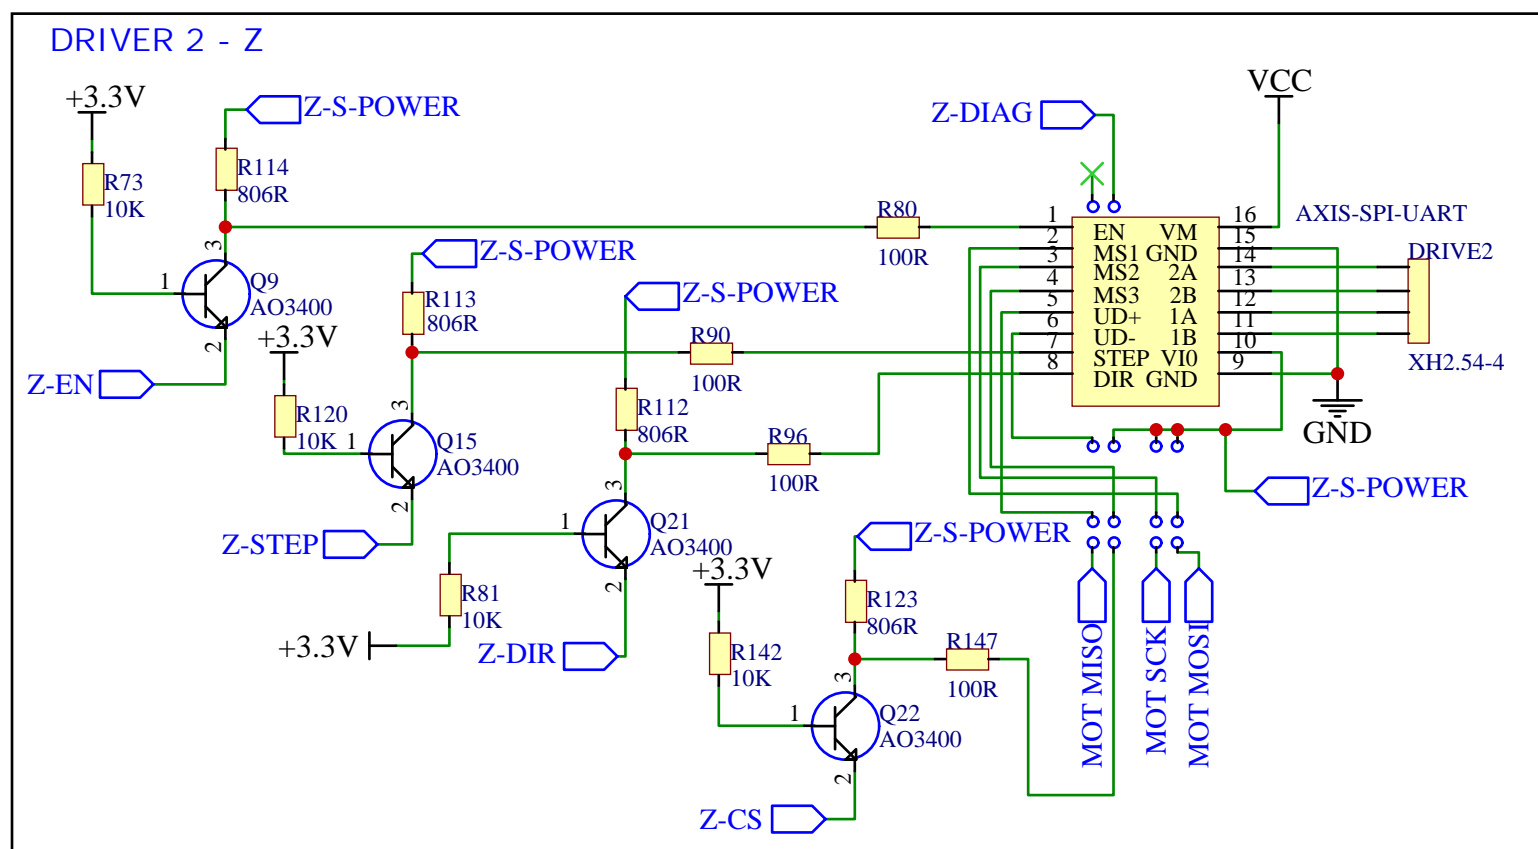 DRIVER 2 - Z
+3.3V
Z-S-POWER
R73
10K
R114
806R
3
1
Q9
AO3400
2
Z-EN
+3.3V
R120
10K
Z-S-POWER
R113
806R
3
1
Q15
AO3400
2
Z-STEP
Z-S-POWER
R112
806R
3
1
Q21
AO3400
2
Z-DIR
R81
10K
+3.3V
R80
100R
R90
100R
R96
100R
+3.3V
R142
10K
Z-S-POWER
R123
806R
3
1
Q22
AO3400
2
Z-CS
R147
100R
Z-DIAG
VCC
AXIS-SPI-UART
1 EN VM 16
2 MS1 GND 15
3 MS2 2A 14
4 MS3 2B 13
5 UD+ 1A 12
6 UD- 1B 11
7 STEP VI0 10
8 DIR GND 9
DRIVE2
XH2.54-4
GND
Z-S-POWER
MOT MISO
MOT SCK
MOT MOSI